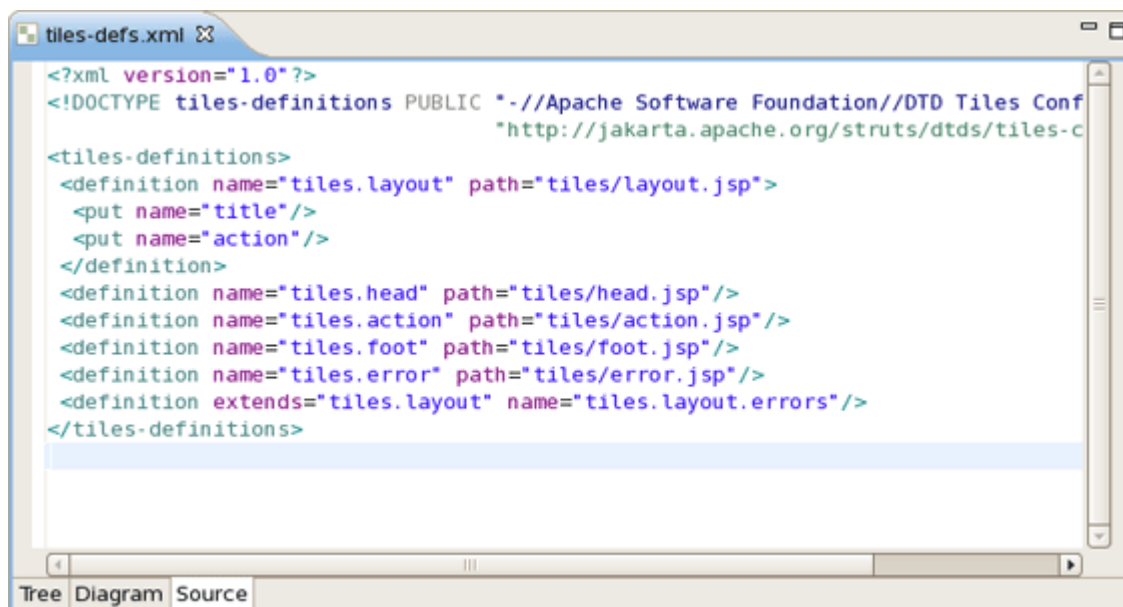 tiles-defs.xml
<?xml version="1.0"?>
<!DOCTYPE tiles-definitions PUBLIC "-//Apache Software Foundation//DTD Tiles Conf
"http://jakarta.apache.org/struts/dtds/tiles-c
<tiles-definitions>
<definition name="tiles.layout" path="tiles/layout.jsp">
<put name="title"/>
<put name="action"/>
</definition>
<definition name="tiles.head" path="tiles/head.jsp"/>
<definition name="tiles.action" path="tiles/action.jsp"/>
<definition name="tiles.foot" path="tiles/foot.jsp"/>
<definition name="tiles.error" path="tiles/error.jsp"/>
<definition extends="tiles.layout" name="tiles.layout.errors"/>
</tiles-definitions>
Tree Diagram Source